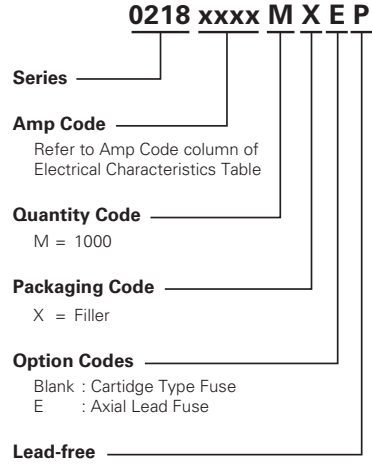 0218 xxxx M X E P
Series
Amp Code
Refer to Amp Code column of
Electrical Characteristics Table
Quantity Code
M = 1000
Packaging Code
X = Filler
Option Codes
Blank : Cartidge Type Fuse
E : Axial Lead Fuse
Lead-free